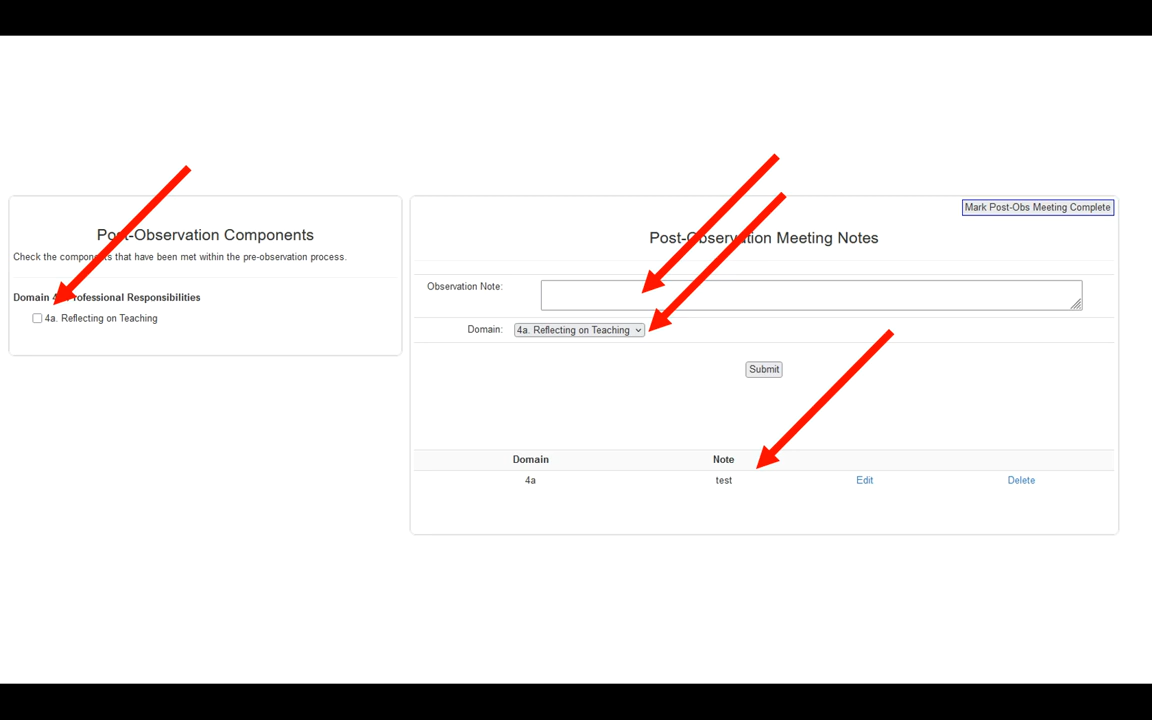 Post-Observation Components
Check the components that have been met within the pre-observation process.
Domain 4: Professional Responsibilities
4a. Reflecting on Teaching
Mark Post-Obs Meeting Complete
Post-Observation Meeting Notes
Observation Note:
Domain: 4a. Reflecting on Teaching
Submit
Domain Note
4a test Edit Delete